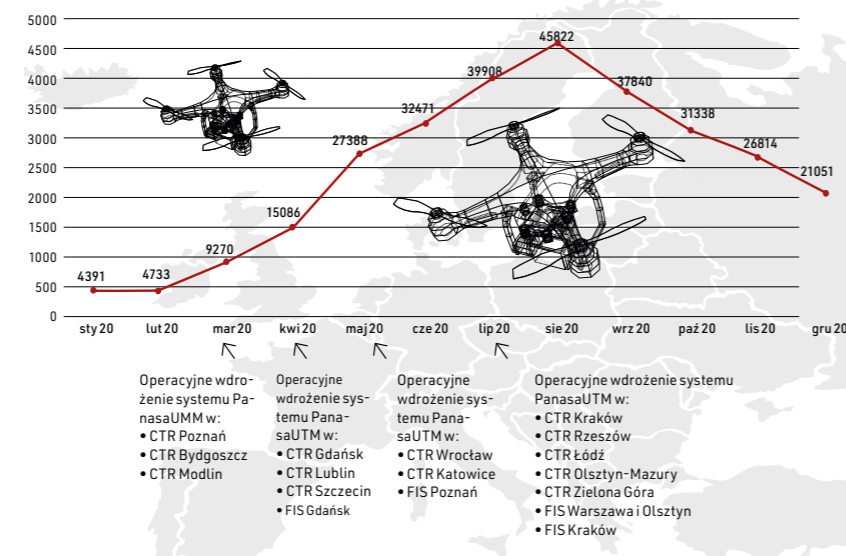 5000
4500
4000
3500
3000
2500
2000
1500
1000
500
0
4391
4733
9270
15086
27388
32471
39908
45822
37840
31338
26814
21051
sty 20 lut 20 mar 20 kwi 20 maj 20 cze 20 lip 20 sie 20 wrz 20 paź 20 lis 20 gru 20
Operacyjne wdro-
żenie systemu Pa-
nasaUMM w:
• CTR Poznań
• CTR Bydgoszcz
• CTR Modlin
Operacyjne
wdrożenie sys-
temu Pana-
saUTM w:
• CTR Gdańsk
• CTR Lublin
• CTR Szczecin
• FIS Gdańsk
Operacyjne
wdrożenie sys-
temu Pana-
saUTM w:
• CTR Wrocław
• CTR Katowice
• FIS Poznań
Operacyjne wdrożenie systemu
PanasaUTM w:
• CTR Kraków
• CTR Rzeszów
• CTR Łódź
• CTR Olsztyn-Mazury
• CTR Zielona Góra
• FIS Warszawa i Olsztyn
• FIS Kraków